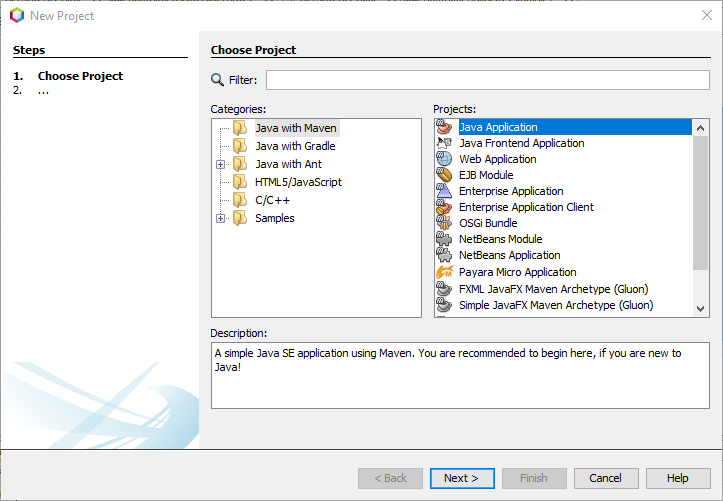 New Project
Steps
1. Choose Project
2. ...
Choose Project
Filter:
Categories:
Java with Maven
Java with Gradle
Java with Ant
HTML5/JavaScript
C/C++
Samples
Projects:
Java Application
Java Frontend Application
Web Application
EJB Module
Enterprise Application
Enterprise Application Client
OSGi Bundle
NetBeans Module
NetBeans Application
Payara Micro Application
FXML JavaFX Maven Archetype (Gluon)
Simple JavaFX Maven Archetype (Gluon)
Description:
A simple Java SE application using Maven. You are recommended to begin here, if you are new to
Java!
< Back
Next >
Finish
Cancel
Help